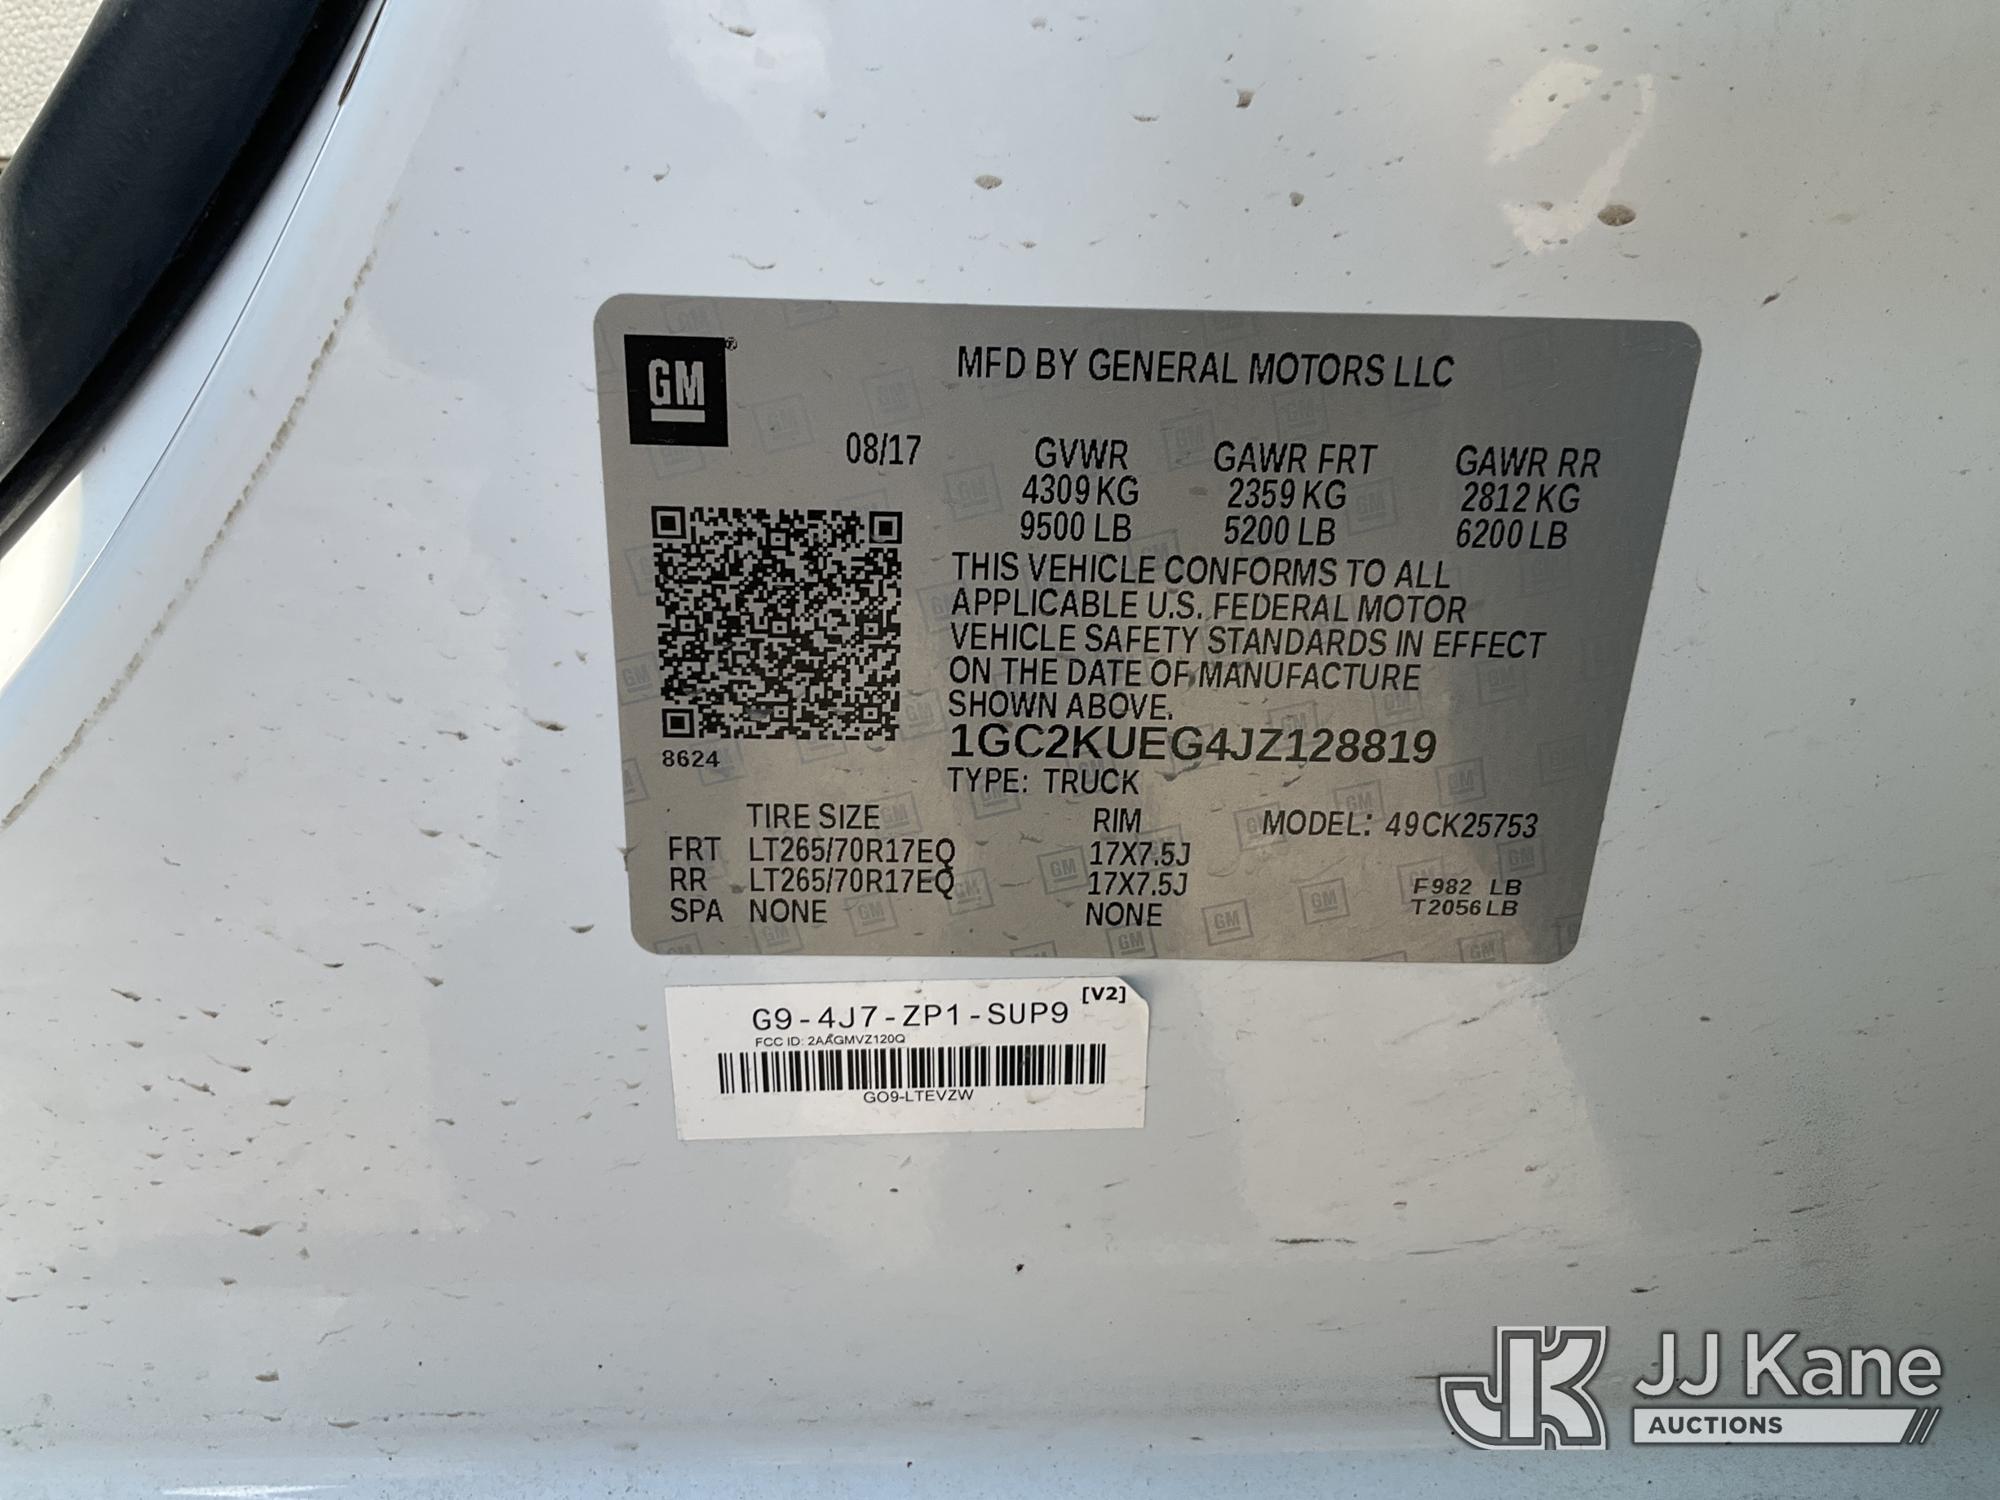 GM®
MFD BY GENERAL MOTORS LLC
08/17 GVWR GAWR FRT GAWR RR
4309 KG 2359 KG 2812 KG
9500 LB 5200 LB 6200 LB
THIS VEHICLE CONFORMS TO ALL
APPLICABLE U.S. FEDERAL MOTOR
VEHICLE SAFETY STANDARDS IN EFFECT
ON THE DATE OF MANUFACTURE
SHOWN ABOVE.
1GC2KUEG4JZ128819
8624
TYPE: TRUCK
TIRE SIZE RIM MODEL: 49CK25753
FRT LT265/70R17EQ 17X7.5J
RR LT265/70R17EQ 17X7.5J F982 LB
SPA NONE NONE T2056 LB
G9-4J7-ZP1-SUP9 [V2]
FCC ID: 2AAGMVZ120Q
GO9-LTEVZW
JK JJ Kane
AUCTIONS